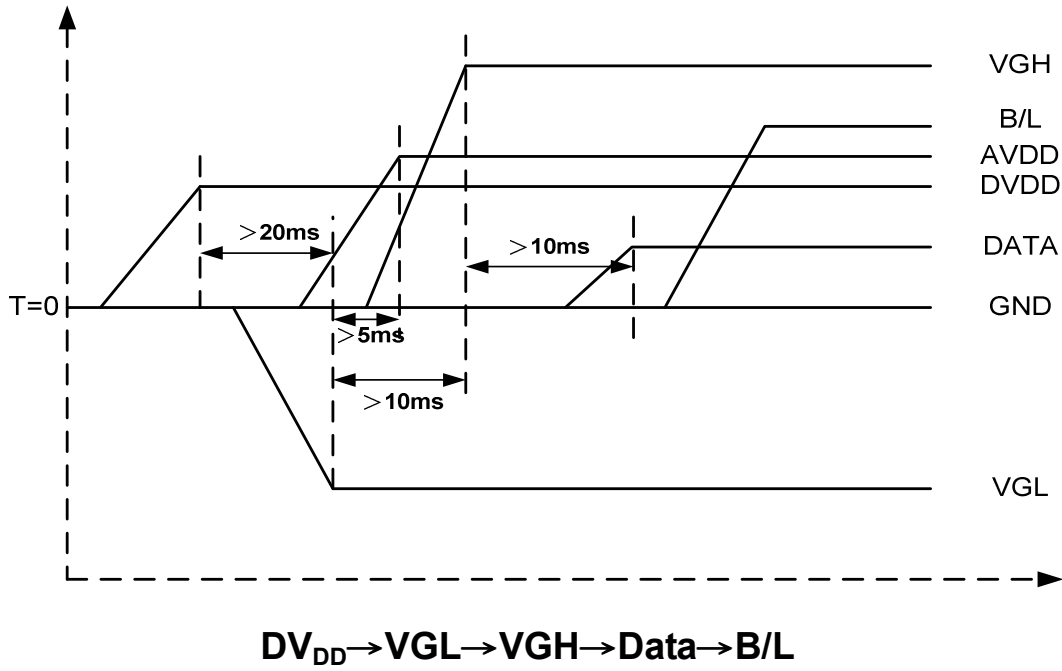 VGH
B/L
AVDD
DVDD
>20ms
>10ms
DATA
T=0
GND
>5ms
>10ms
VGL
DVDD→VGL→VGH→Data→B/L